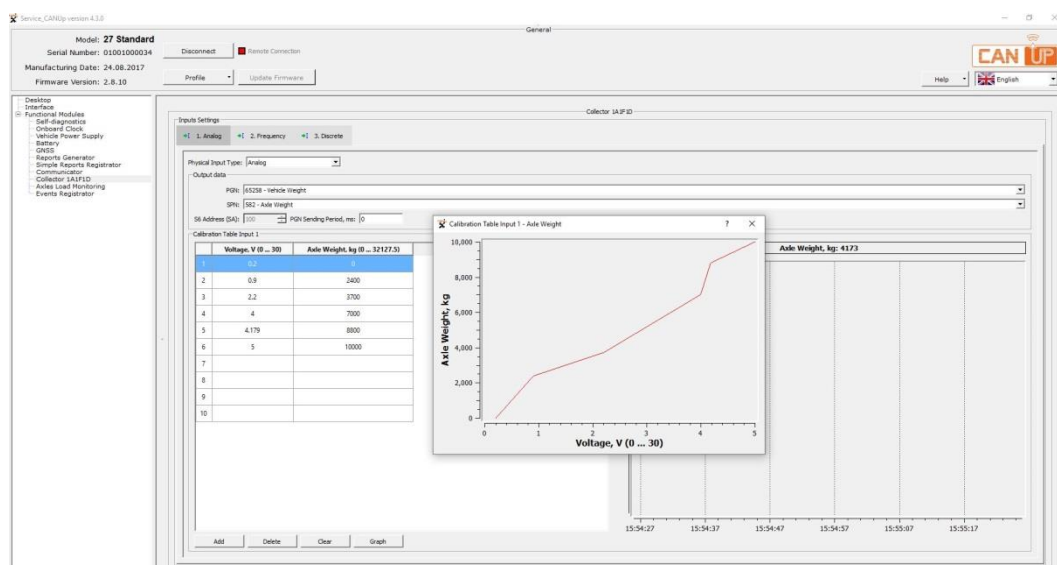 Service_CANUp version 4.3.8
General
Model: 27 Standard
Serial Number: 01001000034
Manufacturing Date: 24.08.2017
Firmware Version: 2.8.10
Disconnect
Remote Connection
Profile
Update Firmware
CAN UP
Help
English
Desktop
Interface
Functional Modules
Self-diagnostics
Onboard Clock
Vehicle Power Supply
Battery
GNSS
Reports Generator
Simple Reports Registrator
Communicator
Collector 1A1F1D
Axles Load Monitoring
Events Registrator
Collector 1A1F1D
Inputs Settings
1. Analog
2. Frequency
3. Discrete
Physical Input Type: Analog
Output data
PGN: 65258 - Vehicle Weight
SPN: 582 - Axle Weight
S6 Address (SA): 100 PGN Sending Period, ms: 0
Calibration Table Input 1
Voltage, V (0 ... 30) Axle Weight, kg (0 ... 32127.5)
1 0.2 0
2 0.9 2400
3 2.2 3700
4 4 7000
5 4.179 8800
6 5 10000
7
8
9
10
Add
Delete
Clear
Graph
Calibration Table Input 1 - Axle Weight
? ×
Axle Weight, kg
10,000
8,000
6,000
4,000
2,000
0
0 1 2 3 4 5
Voltage, V (0 ... 30)
Axle Weight, kg: 4173
15:54:27 15:54:37 15:54:47 15:54:57 15:55:07 15:55:17